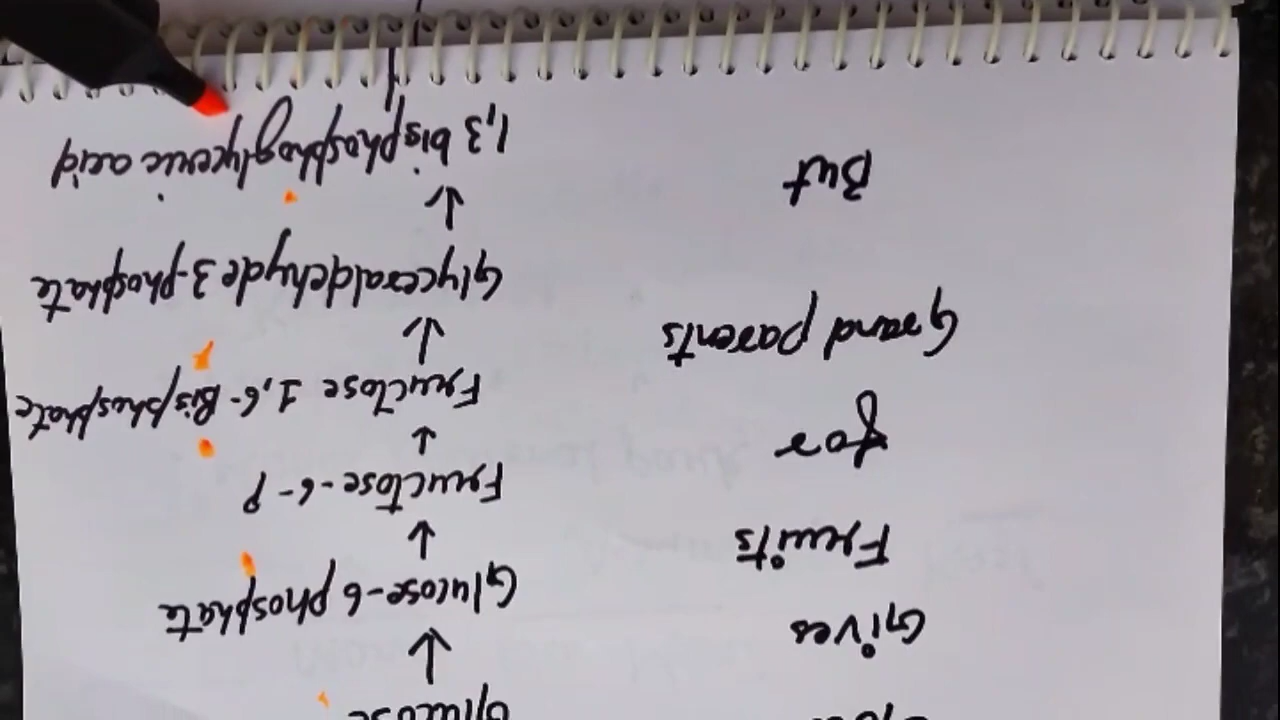 Gives
Fruits
for
Grand parents
But
Glucose
Glucose-6 phosphate
Fructose-6-P
Fructose 1,6-Bisphosphate
Glyceraldehyde 3-phosphate
1,3 bisphosphoglyceric acid